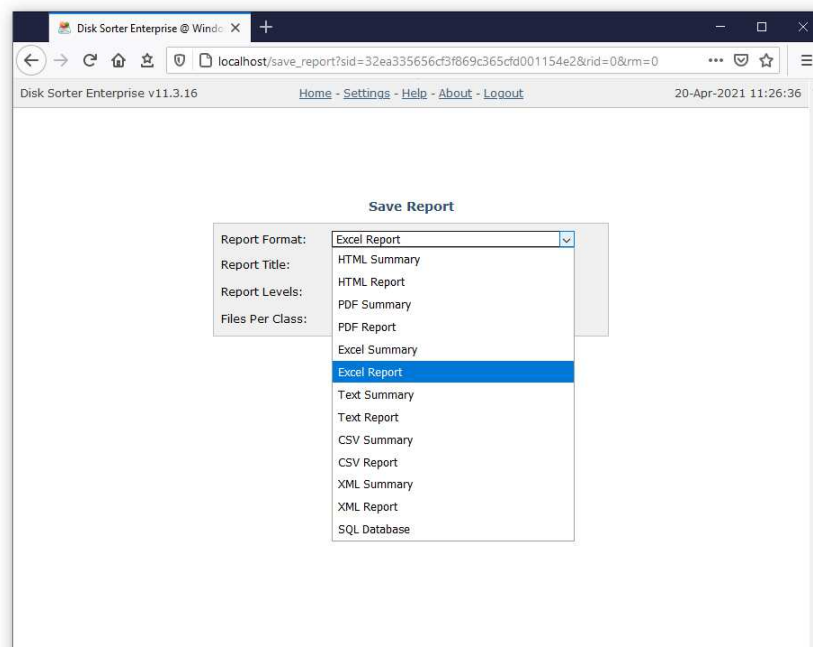 Disk Sorter Enterprise @ Windo
localhost/save_report?sid=32ea335656cf3f869c365cfd001154e2&rid=0&rm=0
Disk Sorter Enterprise v11.3.16 Home - Settings - Help - About - Logout 20-Apr-2021 11:26:36
Save Report
Report Format: Excel Report
Report Title:
Report Levels:
Files Per Class:
HTML Summary
HTML Report
PDF Summary
PDF Report
Excel Summary
Excel Report
Text Summary
Text Report
CSV Summary
CSV Report
XML Summary
XML Report
SQL Database